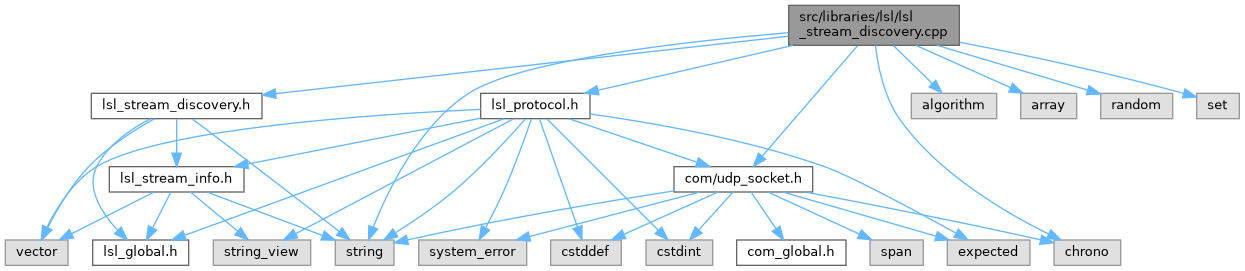 src/libraries/lsl/lsl
_stream_discovery.cpp
lsl_stream_discovery.h
lsl_protocol.h
algorithm
array
random
set
lsl_stream_info.h
com/udp_socket.h
vector
lsl_global.h
string_view
string
system_error
cstddef
cstdint
com_global.h
span
expected
chrono